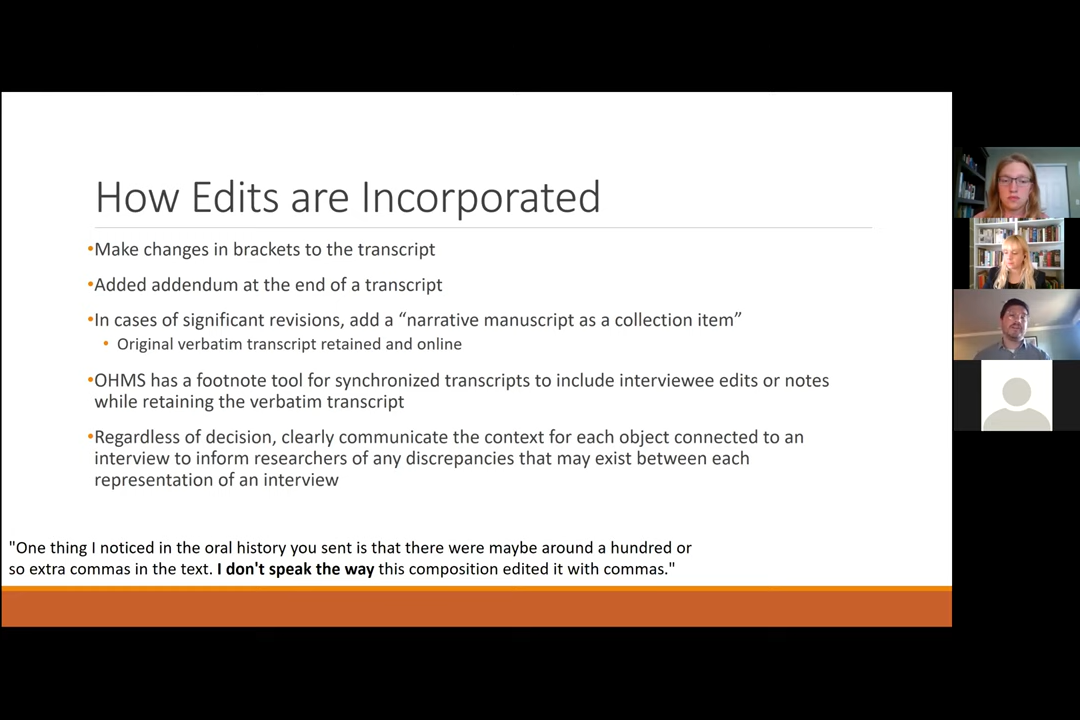 How Edits are Incorporated
•Make changes in brackets to the transcript
•Added addendum at the end of a transcript
•In cases of significant revisions, add a “narrative manuscript as a collection item”
• Original verbatim transcript retained and online
•OHMS has a footnote tool for synchronized transcripts to include interviewee edits or notes
while retaining the verbatim transcript
•Regardless of decision, clearly communicate the context for each object connected to an
interview to inform researchers of any discrepancies that may exist between each
representation of an interview
"One thing I noticed in the oral history you sent is that there were maybe around a hundred or
so extra commas in the text. I don't speak the way this composition edited it with commas."